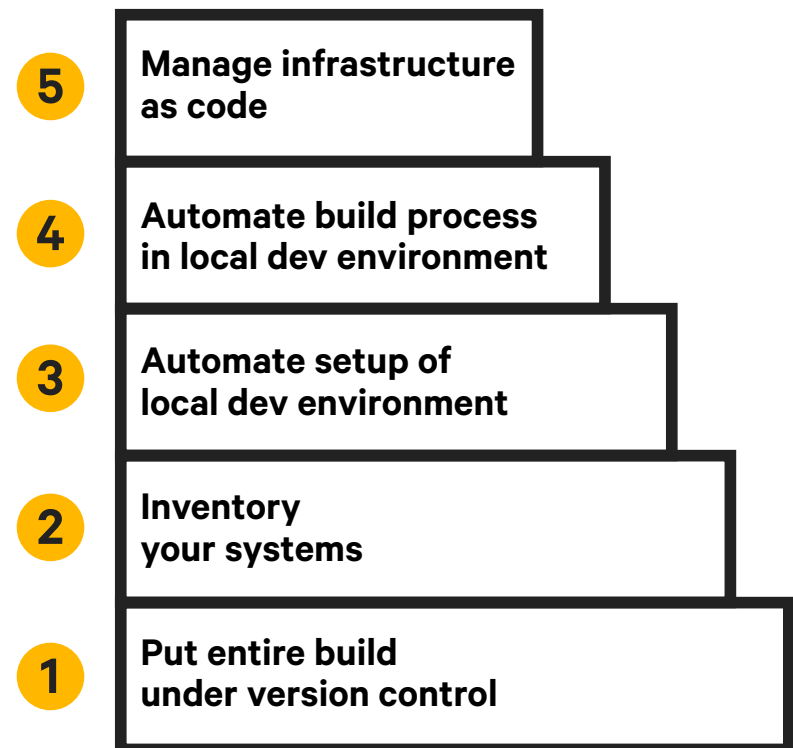 5
Manage infrastructure
as code
4
Automate build process
in local dev environment
3
Automate setup of
local dev environment
2
Inventory
your systems
1
Put entire build
under version control